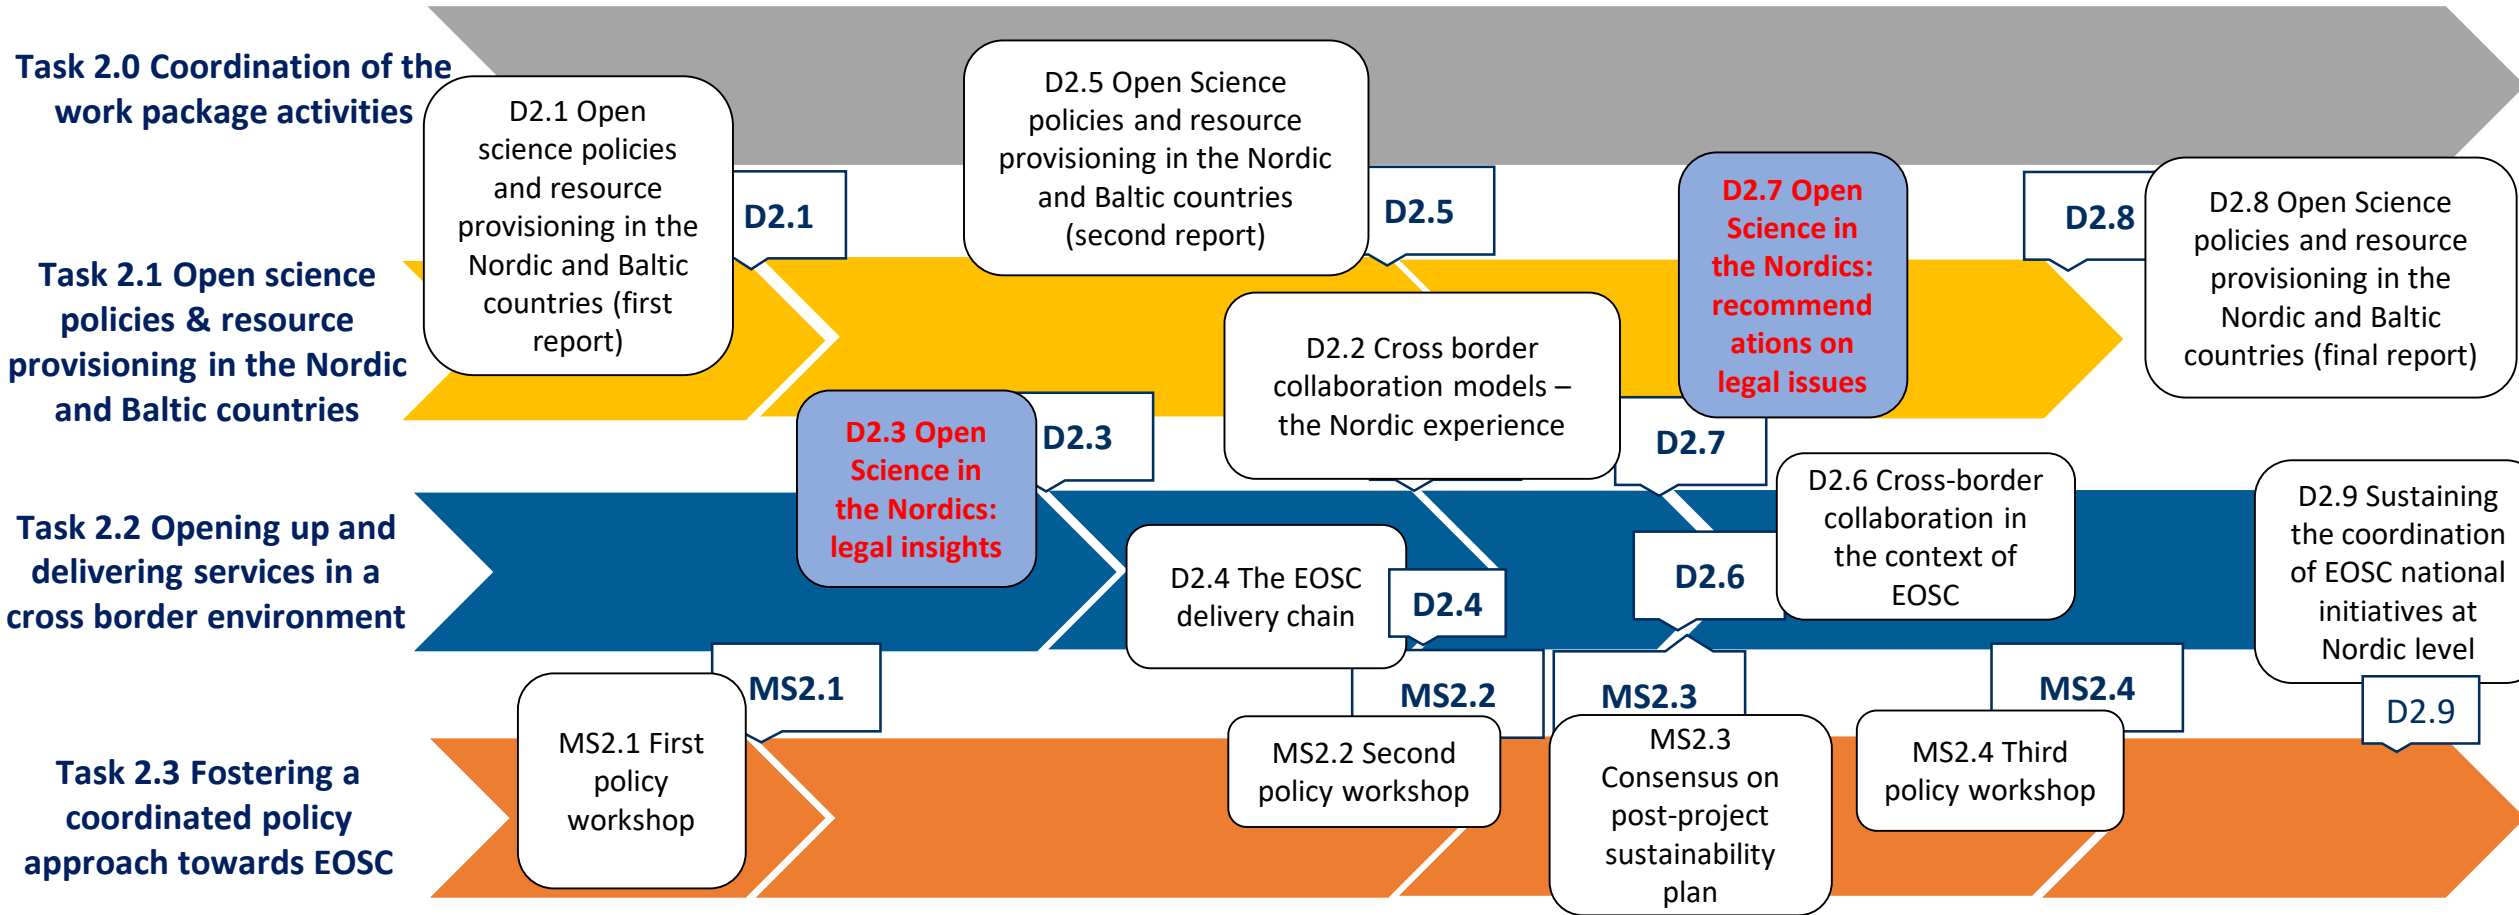 Task 2.0 Coordination of the
work package activities
D2.1 Open
science policies
and resource
provisioning in the
Nordic and Baltic
countries (first
report)
D2.1
D2.5 Open Science
policies and resource
provisioning in the Nordic
and Baltic countries
(second report)
D2.5
D2.7 Open
Science in
the Nordics:
recommend
ations on
legal issues
D2.8
D2.8 Open Science
policies and resource
provisioning in the
Nordic and Baltic
countries (final report)
Task 2.1 Open science
policies & resource
provisioning in the Nordic
and Baltic countries
D2.3 Open
Science in
the Nordics:
legal insights
D2.3
D2.2 Cross border
collaboration models –
the Nordic experience
D2.7
Task 2.2 Opening up and
delivering services in a
cross border environment
D2.4 The EOSC
delivery chain
D2.4
D2.6
D2.6 Cross-border
collaboration in
the context of
EOSC
D2.9 Sustaining
the coordination
of EOSC national
initiatives at
Nordic level
D2.9
MS2.1
MS2.2
MS2.3
MS2.4
Task 2.3 Fostering a
coordinated policy
approach towards EOSC
MS2.1 First
policy
workshop
MS2.2 Second
policy workshop
MS2.3
Consensus on
post-project
sustainability
plan
MS2.4 Third
policy workshop